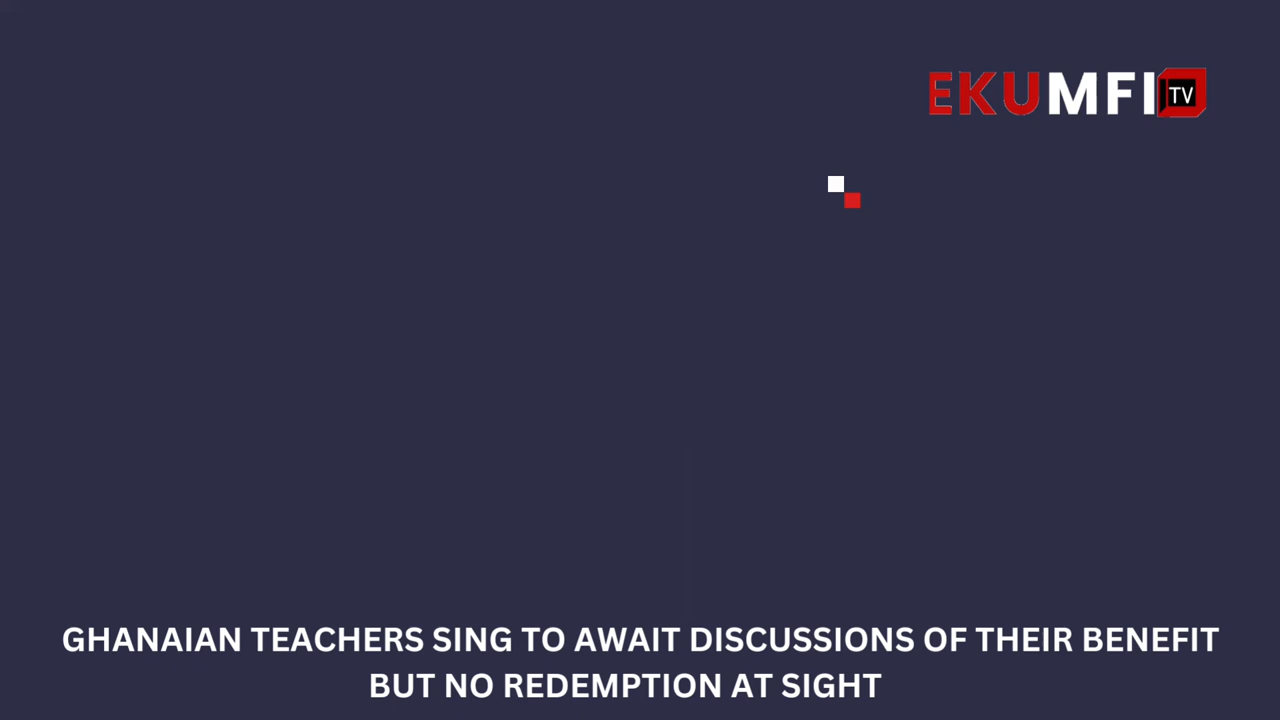 EKUMFI TV
GHANAIAN TEACHERS SING TO AWAIT DISCUSSIONS OF THEIR BENEFIT
BUT NO REDEMPTION AT SIGHT